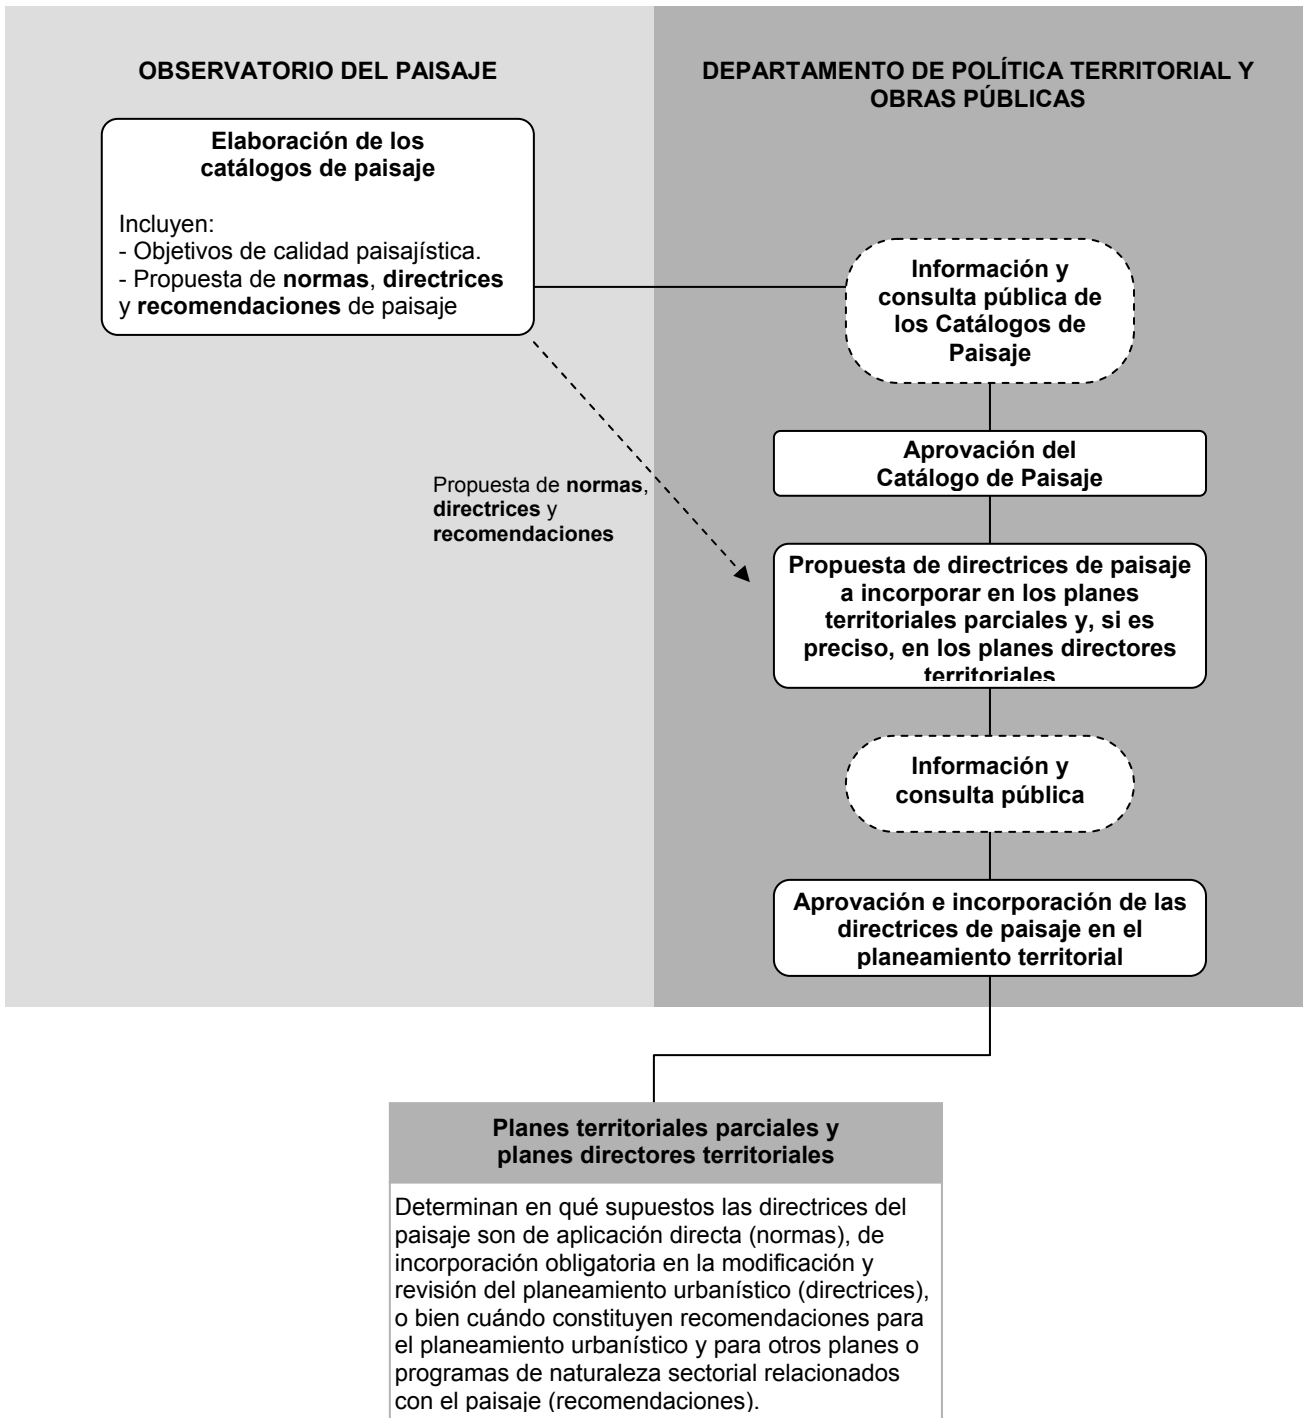 OBSERVATORIO DEL PAISAJE
DEPARTAMENTO DE POLÍTICA TERRITORIAL Y
OBRAS PÚBLICAS
Elaboración de los
catálogos de paisaje
Incluyen:
- Objetivos de calidad paisajística.
- Propuesta de normas, directrices
y recomendaciones de paisaje
Información y
consulta pública de
los Catálogos de
Paisaje
Aprovación del
Catálogo de Paisaje
Propuesta de normas,
directrices y
recomendaciones
Propuesta de directrices de paisaje
a incorporar en los planes
territoriales parciales y, si es
preciso, en los planes directores
territoriales
Información y
consulta pública
Aprovación e incorporación de las
directrices de paisaje en el
planeamiento territorial
Planes territoriales parciales y
planes directores territoriales
Determinan en qué supuestos las directrices del
paisaje son de aplicación directa (normas), de
incorporación obligatoria en la modificación y
revisión del planeamiento urbanístico (directrices),
o bien cuándo constituyen recomendaciones para
el planeamiento urbanístico y para otros planes o
programas de naturaleza sectorial relacionados
con el paisaje (recomendaciones).